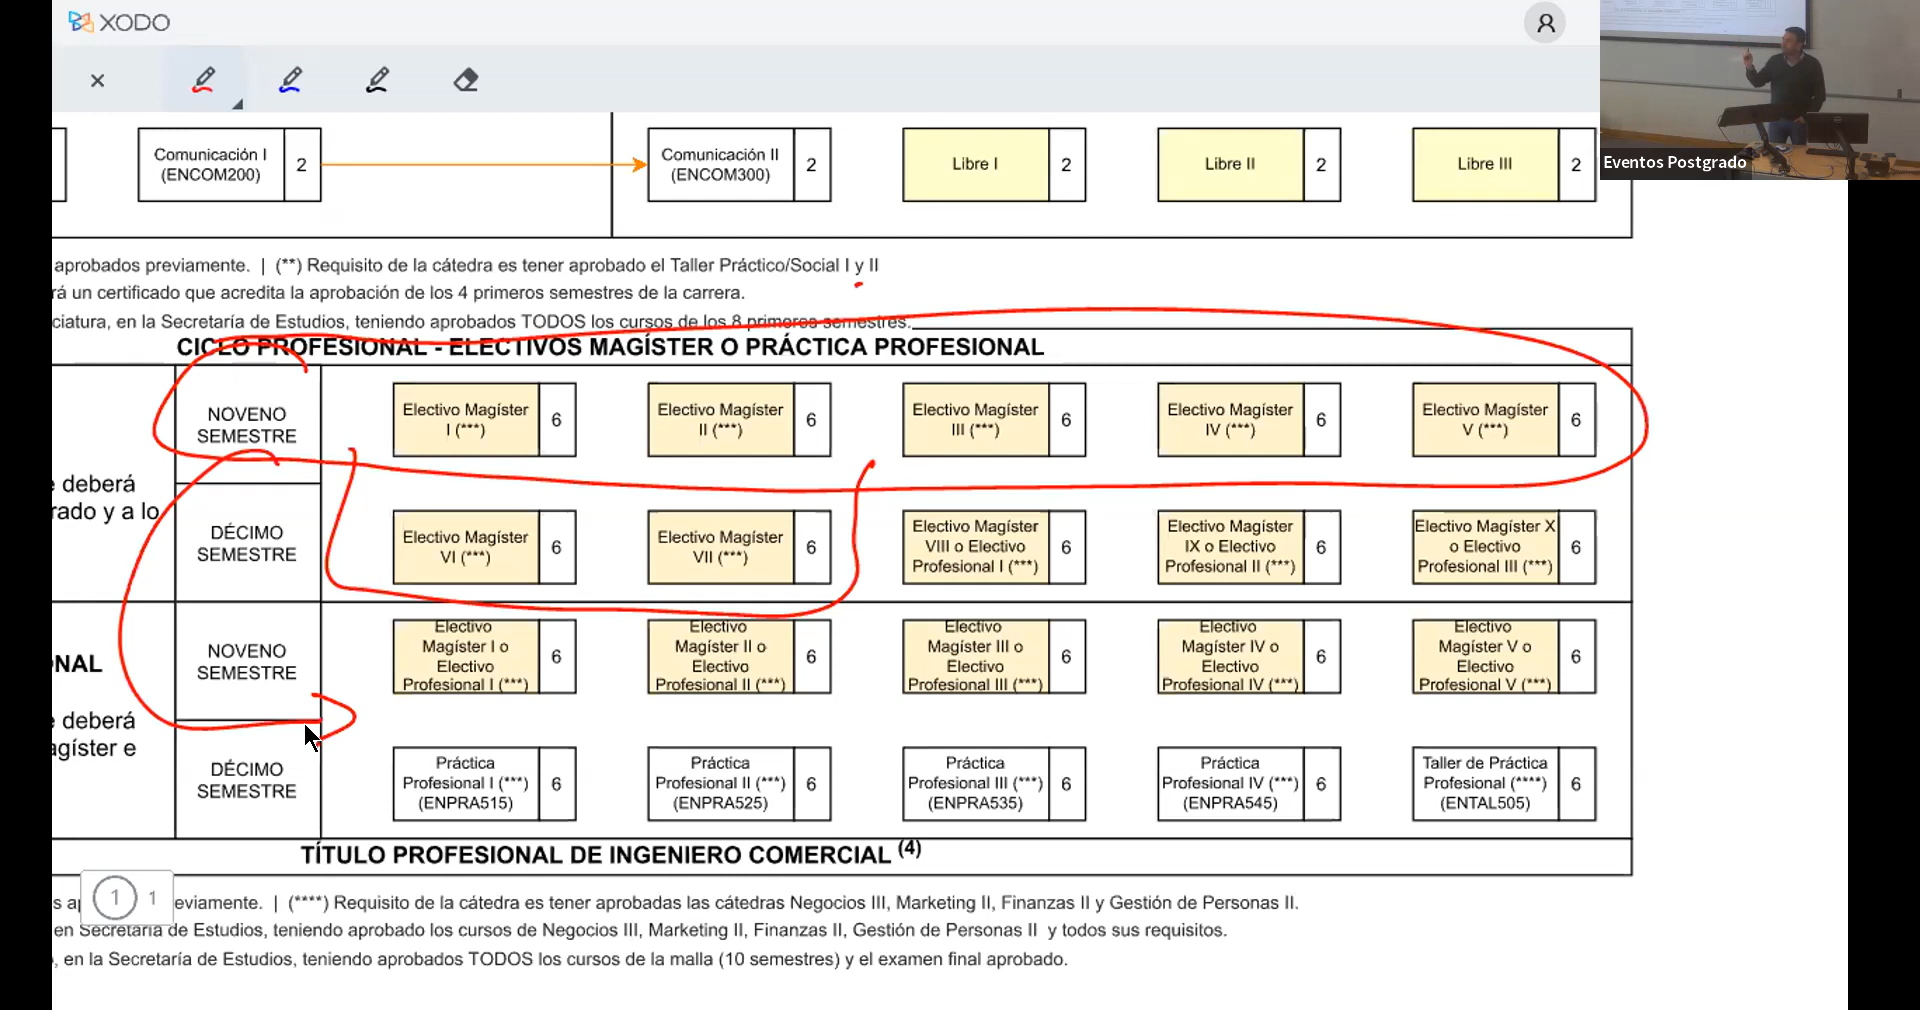 XODO
Eventos Postgrado
Comunicación I
(ENCOM200)
2
Comunicación II
(ENCOM300)
2
Libre I
2
Libre II
2
Libre III
2
aprobados previamente. | (**) Requisito de la cátedra es tener aprobado el Taller Práctico/Social I y II
rá un certificado que acredita la aprobación de los 4 primeros semestres de la carrera.
ciatura, en la Secretaría de Estudios, teniendo aprobados TODOS los cursos de los 8 primeros semestres.
CICLO PROFESIONAL - ELECTIVOS MAGÍSTER O PRÁCTICA PROFESIONAL
NOVENO
SEMESTRE
Electivo Magíster
I (***)
6
Electivo Magíster
II (***)
6
Electivo Magíster
III (***)
6
Electivo Magíster
IV (***)
6
Electivo Magíster
V (***)
6
e deberá
rado y a lo
DÉCIMO
SEMESTRE
Electivo Magíster
VI (***)
6
Electivo Magíster
VII (***)
6
Electivo Magíster
VIII o Electivo
Profesional I (***)
6
Electivo Magíster
IX o Electivo
Profesional II (***)
6
Electivo Magíster X
o Electivo
Profesional III (***)
6
NAL
e deberá
agíster e
NOVENO
SEMESTRE
Electivo
Magíster I o
Electivo
Profesional I (***)
6
Electivo
Magíster II o
Electivo
Profesional II (***)
6
Electivo
Magíster III o
Electivo
Profesional III (***)
6
Electivo
Magíster IV o
Electivo
Profesional IV (***)
6
Electivo
Magíster V o
Electivo
Profesional V (***)
6
DÉCIMO
SEMESTRE
Práctica
Profesional I (***)
(ENPRA515)
6
Práctica
Profesional II (***)
(ENPRA525)
6
Práctica
Profesional III (***)
(ENPRA535)
6
Práctica
Profesional IV (***)
(ENPRA545)
6
Taller de Práctica
Profesional (****)
(ENTAL505)
6
TÍTULO PROFESIONAL DE INGENIERO COMERCIAL (4)
1 1
s ap eviamente. | (****) Requisito de la cátedra es tener aprobadas las cátedras Negocios III, Marketing II, Finanzas II y Gestión de Personas II.
en Secretaría de Estudios, teniendo aprobado los cursos de Negocios III, Marketing II, Finanzas II, Gestión de Personas II y todos sus requisitos.
, en la Secretaría de Estudios, teniendo aprobados TODOS los cursos de la malla (10 semestres) y el examen final aprobado.